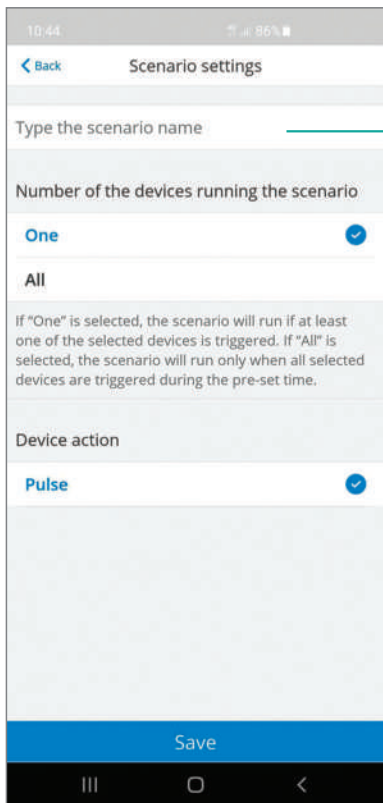 10:44 86%
Back Scenario settings
Type the scenario name
Number of the devices running the scenario
One
All
If "One" is selected, the scenario will run if at least
one of the selected devices is triggered. If "All" is
selected, the scenario will run only when all selected
devices are triggered during the pre-set time.
Device action
Pulse
Save